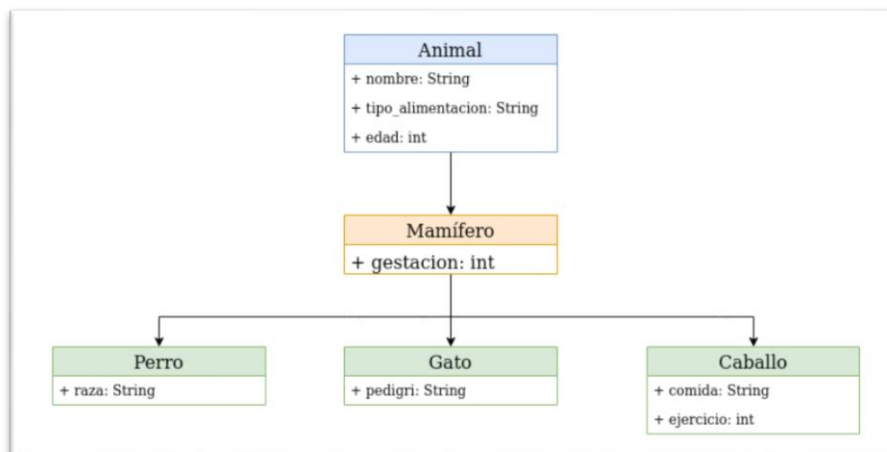 Animal
+ nombre: String
+ tipo_alimentacion: String
+ edad: int
Mamífero
+ gestacion: int
Perro
+ raza: String
Gato
+ pedigri: String
Caballo
+ comida: String
+ ejercicio: int